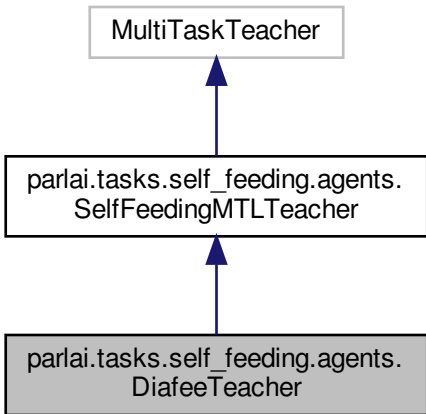 MultiTaskTeacher
parlai.tasks.self_feeding.agents.
SelfFeedingMTLTeacher
parlai.tasks.self_feeding.agents.
DiafeeTeacher